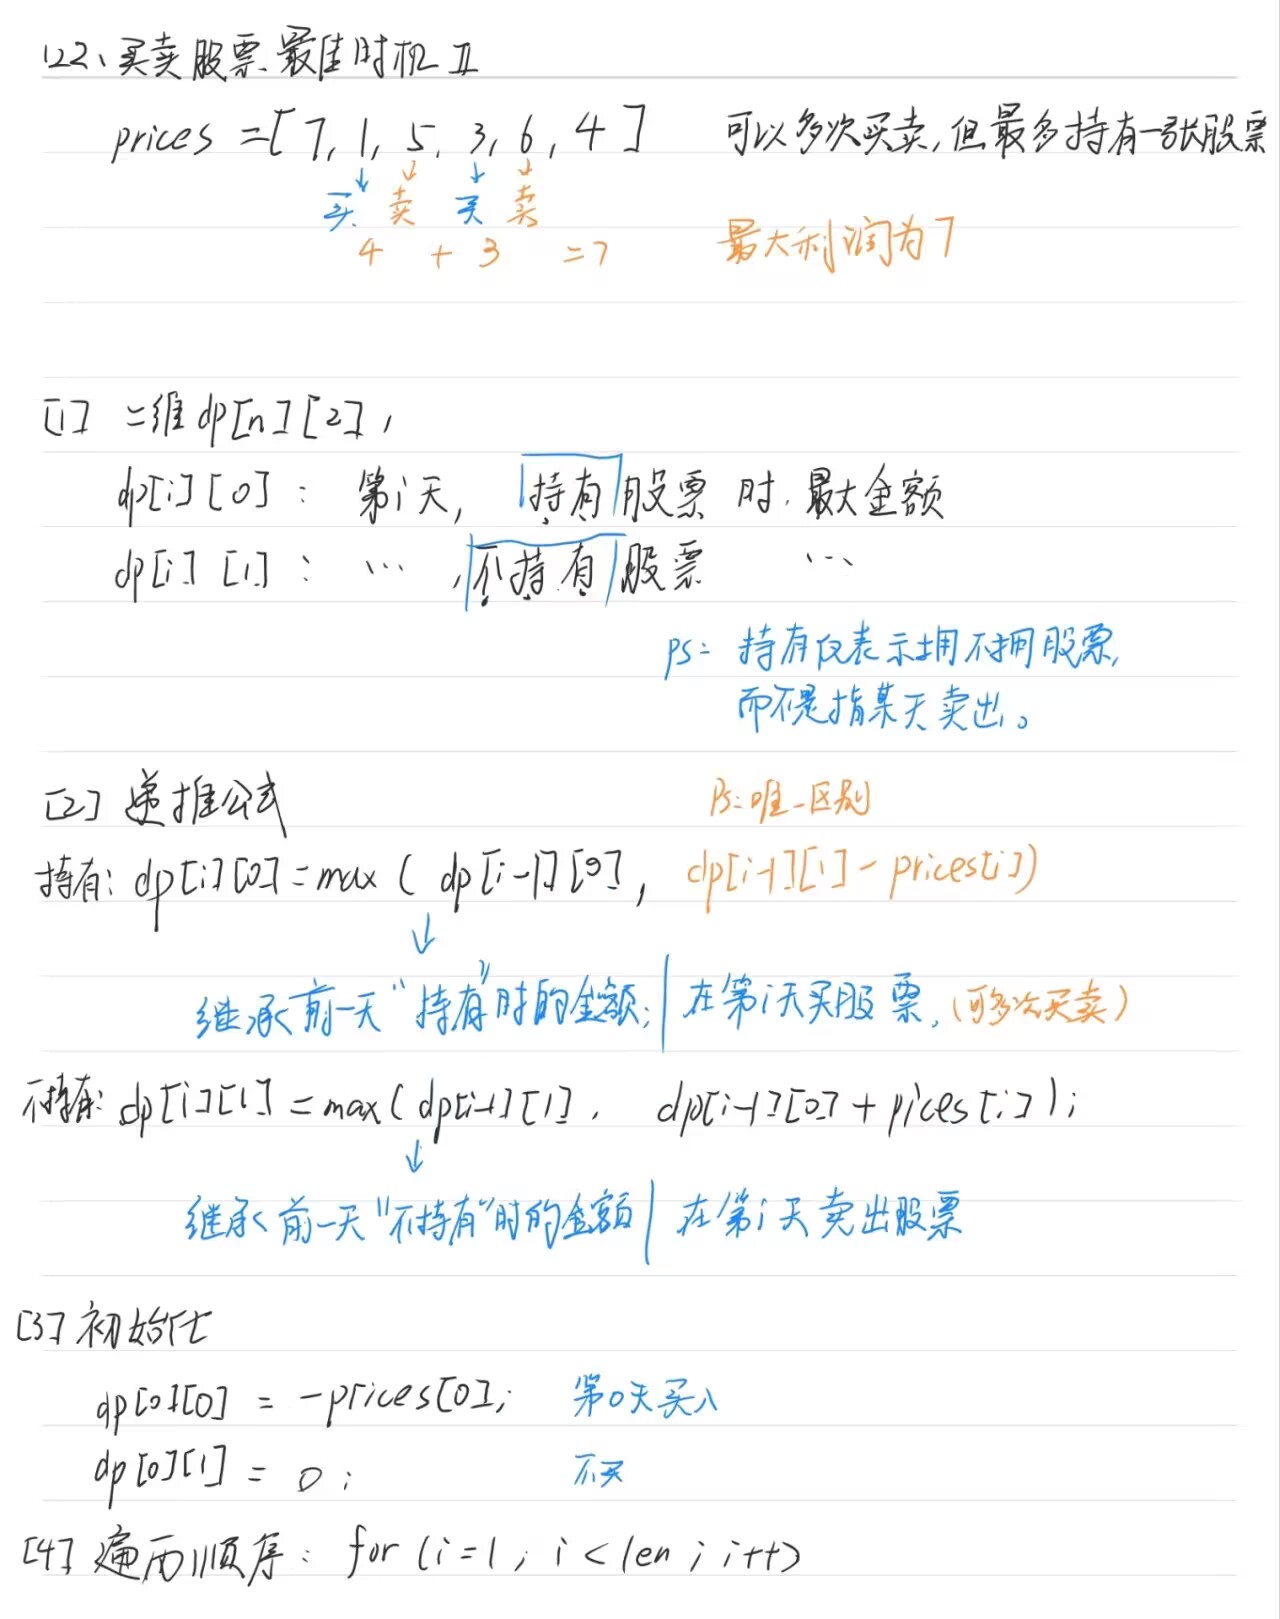 122、买卖股票最佳时机 II
prices = [7, 1, 5, 3, 6, 4] 可以多次买卖,但最多持有一张股票
买 卖 买 卖
4 + 3 = 7 最大利润为7
[1] 二维dp[n][2],
dp[i][0]: 第i天, 持有股票时.最大金额
dp[i][1]: … ,不持有股票 …
ps: 持有仅表示拥不拥股票,
而不是指某天卖出。
[2] 递推公式 Ps:唯一区别
持有: dp[i][0] = max ( dp[i-1][0], dp[i-1][1] - prices[i])
继承前一天“持有”时的金额; | 在第i天买股票, (可多次买卖)
不持有: dp[i][1] = max( dp[i-1][1], dp[i-1][0] + pices[i]);
继承前一天“不持有”时的金额 | 在第i天卖出股票
[3] 初始化
dp[0][0] = -prices[0]; 第0天买入
dp[0][1] = 0; 不买
[4] 遍历顺序: for (i=1; i<len; i++)